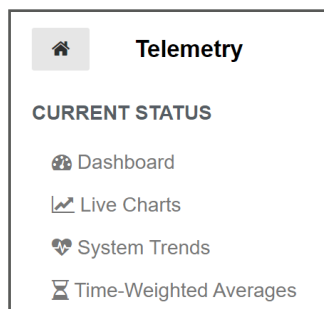 Telemetry
CURRENT STATUS
Dashboard
Live Charts
System Trends
Time-Weighted Averages